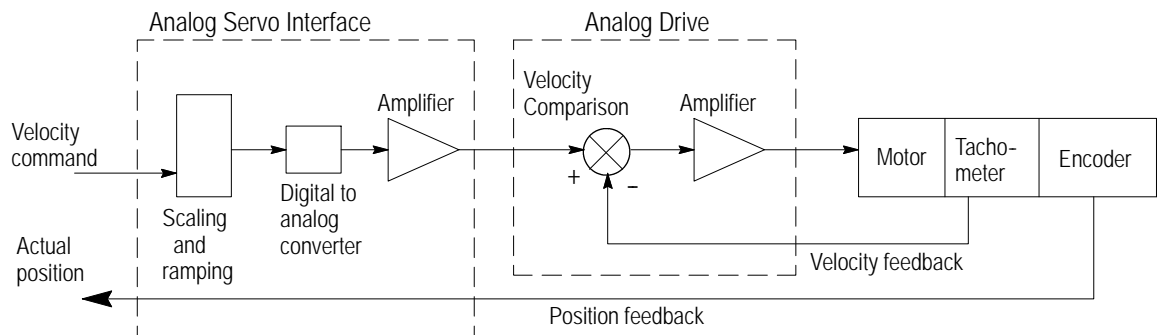 Analog Servo Interface
Analog Drive
Velocity
Comparison
Amplifier
Amplifier
Velocity
command
Motor
Tacho-
meter
Encoder
+
–
Digital to
analog
converter
Scaling
and
ramping
Actual
position
Velocity feedback
Position feedback